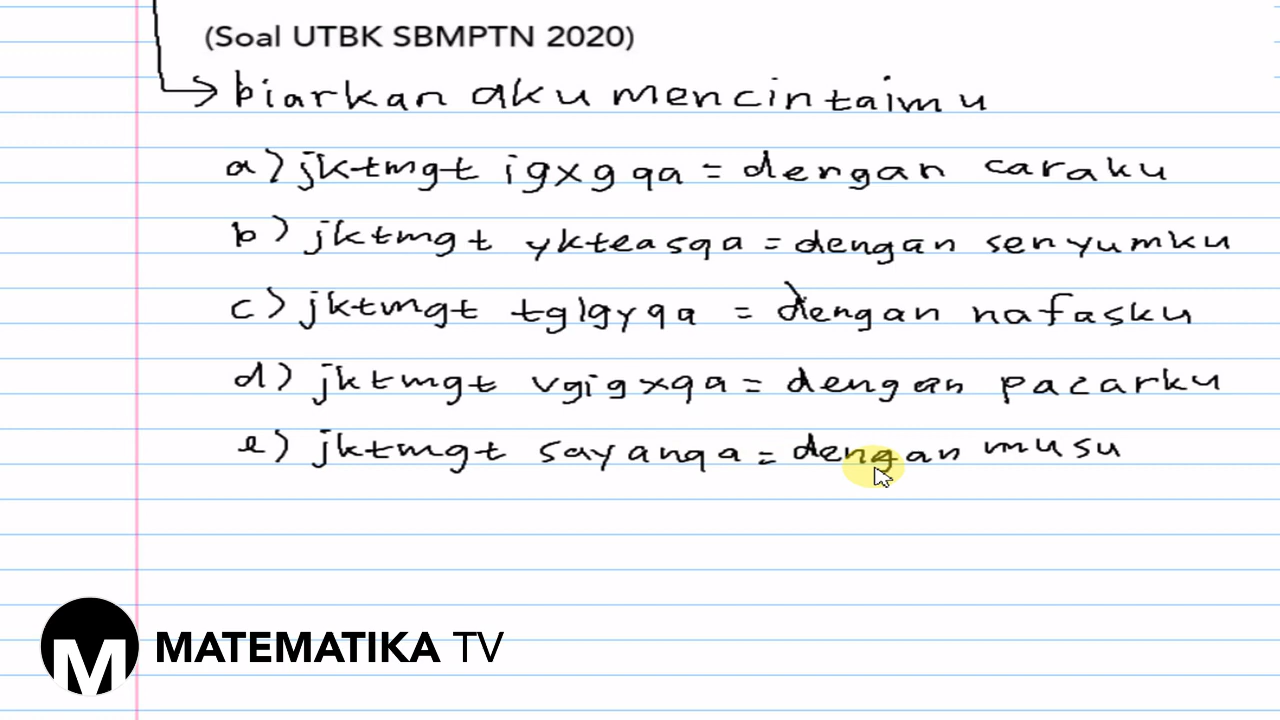 (Soal UTBK SBMPTN 2020)
biarkan aku mencintaimu
a) jktmgt igxgqa = dengan caraku
b) jktmgt ykteasqa = dengan senyumku
c) jktmgt tglgyqa = dengan nafasku
d) jktmgt vgigxqa = dengan pacarku
e) jktmgt sayanqa = dengan musu
M MATEMATIKA TV